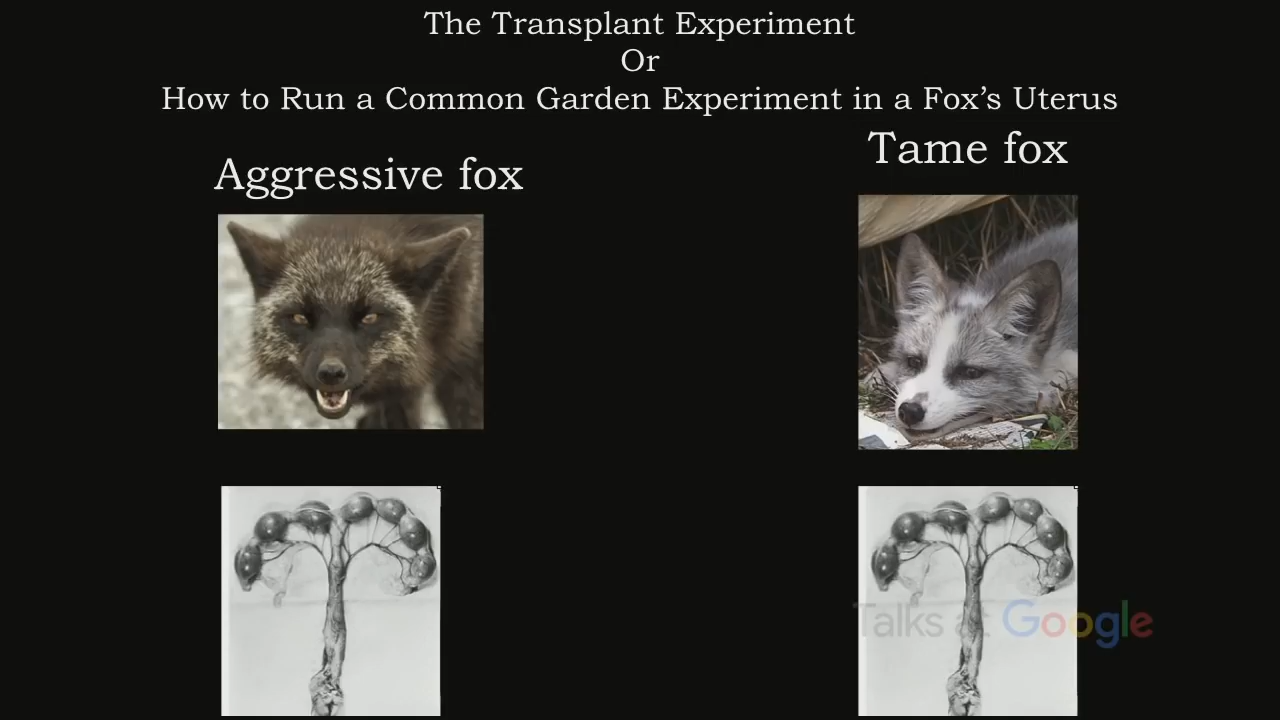 The Transplant Experiment
Or
How to Run a Common Garden Experiment in a Fox’s Uterus
Aggressive fox
Tame fox
Talks at Google